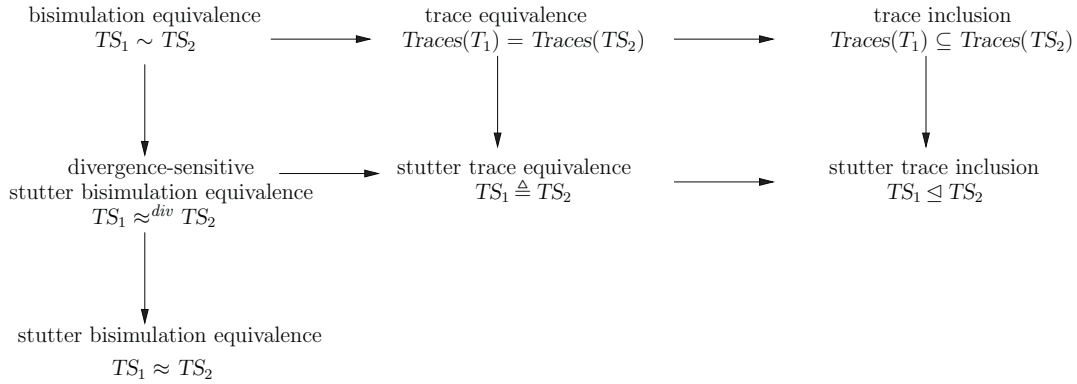 bisimulation equivalence
TS₁ ∼ TS₂
trace equivalence
Traces(T₁) = Traces(TS₂)
trace inclusion
Traces(T₁) ⊆ Traces(TS₂)
divergence-sensitive
stutter bisimulation equivalence
TS₁ ≈ᵈⁱᵛ TS₂
stutter trace equivalence
TS₁ ≜ TS₂
stutter trace inclusion
TS₁ ⊴ TS₂
stutter bisimulation equivalence
TS₁ ≈ TS₂